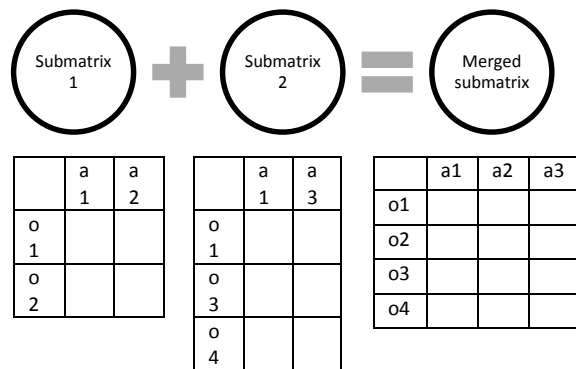 Submatrix
1
Submatrix
2
Merged
submatrix
a
1
a
2
o
1
o
2
a
1
a
3
o
1
o
3
o
4
a1 a2 a3
o1
o2
o3
o4